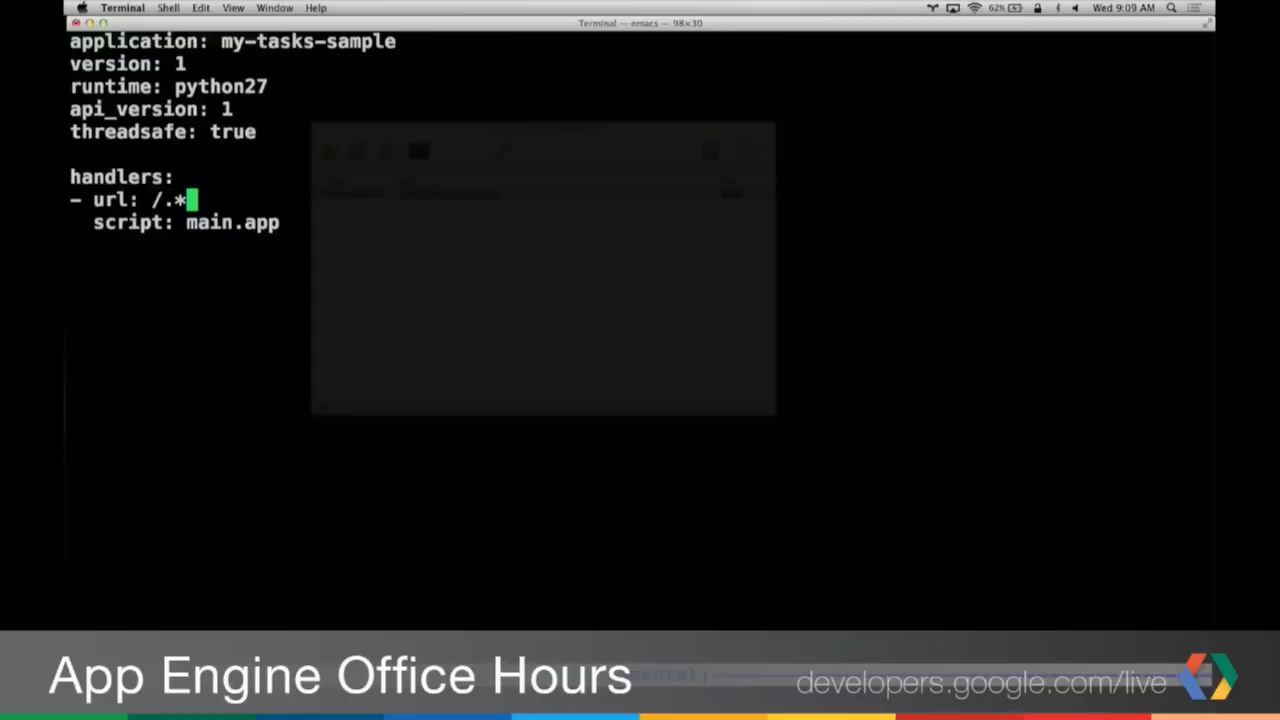 Terminal Shell Edit View Window Help 62% Wed 9:09 AM
Terminal — emacs — 98×30
application: my-tasks-sample
version: 1
runtime: python27
api_version: 1
threadsafe: true
handlers:
- url: /.*
script: main.app
App Engine Office Hours
developers.google.com/live